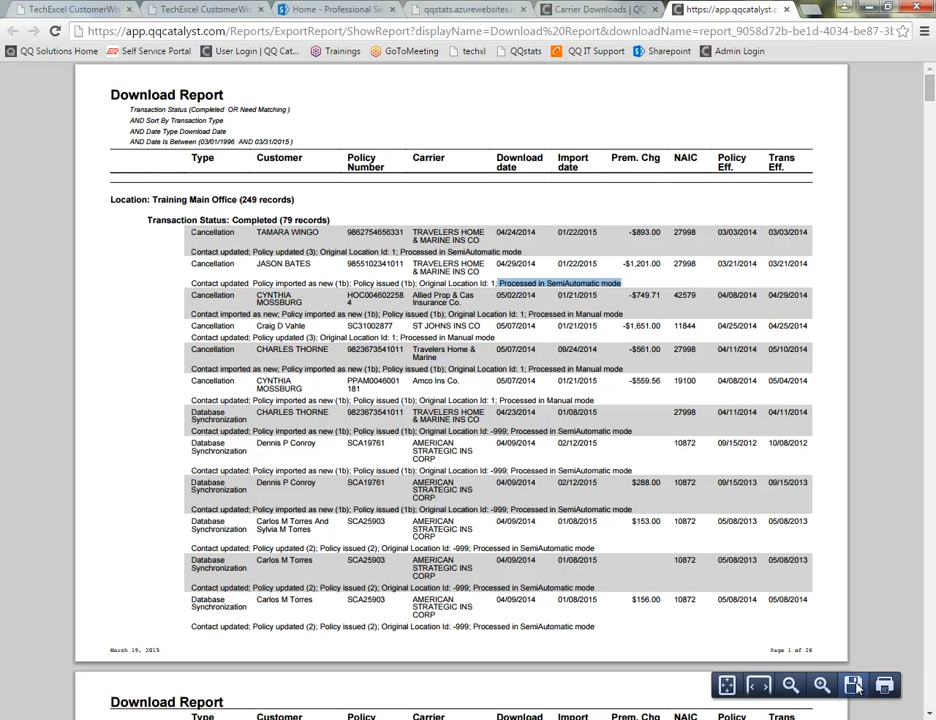 TechExcel CustomerWis
TechExcel CustomerWis
Home - Professional Se
qqstats.azurewebsites.n
Carrier Downloads | QQ
https://app.qqcatalyst.co
https://app.qqcatalyst.com/Reports/ExportReport/ShowReport?displayName=Download%20Report&downloadName=report_9058d72b-be1d-4034-be87-3b
QQ Solutions Home
Self Service Portal
User Login | QQ Cat...
Trainings
GoToMeeting
techxl
QQstats
QQ IT Support
Sharepoint
Admin Login
Download Report
Transaction Status (Completed OR Need Matching )
AND Sort By Transaction Type
AND Date Type Download Date
AND Date Is Between (03/01/1996 AND 03/31/2015 )
Type Customer Policy Number Carrier Download date Import date Prem. Chg NAIC Policy Eff. Trans Eff.
Location: Training Main Office (249 records)
Transaction Status: Completed (79 records)
Cancellation TAMARA WINGO 9862754656331 TRAVELERS HOME & MARINE INS CO 04/24/2014 01/22/2015 -$893.00 27998 03/03/2014 03/03/2014
Contact updated; Policy updated (3); Original Location Id: 1; Processed in SemiAutomatic mode
Cancellation JASON BATES 9855102341011 TRAVELERS HOME & MARINE INS CO 04/29/2014 01/22/2015 -$1,201.00 27998 03/21/2014 03/21/2014
Contact updated; Policy imported as new (1b); Policy issued (1b); Original Location Id: 1; Processed in SemiAutomatic mode
Cancellation CYNTHIA MOSSBURG HOC004602258 4 Allied Prop & Cas Insurance Co. 05/02/2014 01/21/2015 -$749.71 42579 04/08/2014 04/29/2014
Contact imported as new; Policy imported as new (1b); Policy issued (1b); Original Location Id: 1; Processed in Manual mode
Cancellation Craig D Vahle SC31002877 ST JOHNS INS CO 05/07/2014 01/21/2015 -$1,651.00 11844 04/25/2014 04/25/2014
Contact updated; Policy updated (3); Original Location Id: 1; Processed in Manual mode
Cancellation CHARLES THORNE 9823673541011 Travelers Home & Marine 05/07/2014 09/24/2014 -$561.00 27998 04/11/2014 05/10/2014
Contact imported as new; Policy imported as new (1b); Policy issued (1b); Original Location Id: 1; Processed in Manual mode
Cancellation CYNTHIA MOSSBURG PPAM0046001 181 Amco Ins Co. 05/07/2014 01/21/2015 -$559.56 19100 04/08/2014 05/04/2014
Contact updated; Policy imported as new (1b); Policy issued (1b); Original Location Id: 1; Processed in Manual mode
Database Synchronization CHARLES THORNE 9823673541011 TRAVELERS HOME & MARINE INS CO 04/23/2014 01/08/2015 27998 04/11/2014 04/11/2014
Contact updated; Policy imported as new (1b); Policy issued (1b); Original Location Id: -999; Processed in SemiAutomatic mode
Database Synchronization Dennis P Conroy SCA19761 AMERICAN STRATEGIC INS CORP 04/09/2014 02/12/2015 10872 09/15/2012 10/08/2012
Contact updated; Policy imported as new (1b); Policy issued (1b); Original Location Id: -999; Processed in SemiAutomatic mode
Database Synchronization Dennis P Conroy SCA19761 AMERICAN STRATEGIC INS CORP 04/09/2014 02/12/2015 $288.00 10872 09/15/2013 09/15/2013
Contact updated; Policy imported as new (1b); Policy issued (1b); Original Location Id: -999; Processed in SemiAutomatic mode
Database Synchronization Carlos M Torres And Sylvia M Torres SCA25903 AMERICAN STRATEGIC INS CORP 04/09/2014 01/08/2015 $153.00 10872 05/08/2013 05/08/2013
Contact updated; Policy updated (2); Policy issued (2); Original Location Id: -999; Processed in SemiAutomatic mode
Database Synchronization Carlos M Torres SCA25903 AMERICAN STRATEGIC INS CORP 04/09/2014 01/08/2015 10872 05/08/2013 05/08/2013
Contact updated; Policy updated (2); Policy issued (2); Original Location Id: -999; Processed in SemiAutomatic mode
Database Synchronization Carlos M Torres SCA25903 AMERICAN STRATEGIC INS CORP 04/09/2014 01/08/2015 $156.00 10872 05/08/2014 05/08/2014
Contact updated; Policy updated (2); Policy issued (2); Original Location Id: -999; Processed in SemiAutomatic mode
March 19, 2015
Page 1 of 26
Download Report
Type Customer Policy Carrier Download Import Prem. Chg NAIC Policy Trans